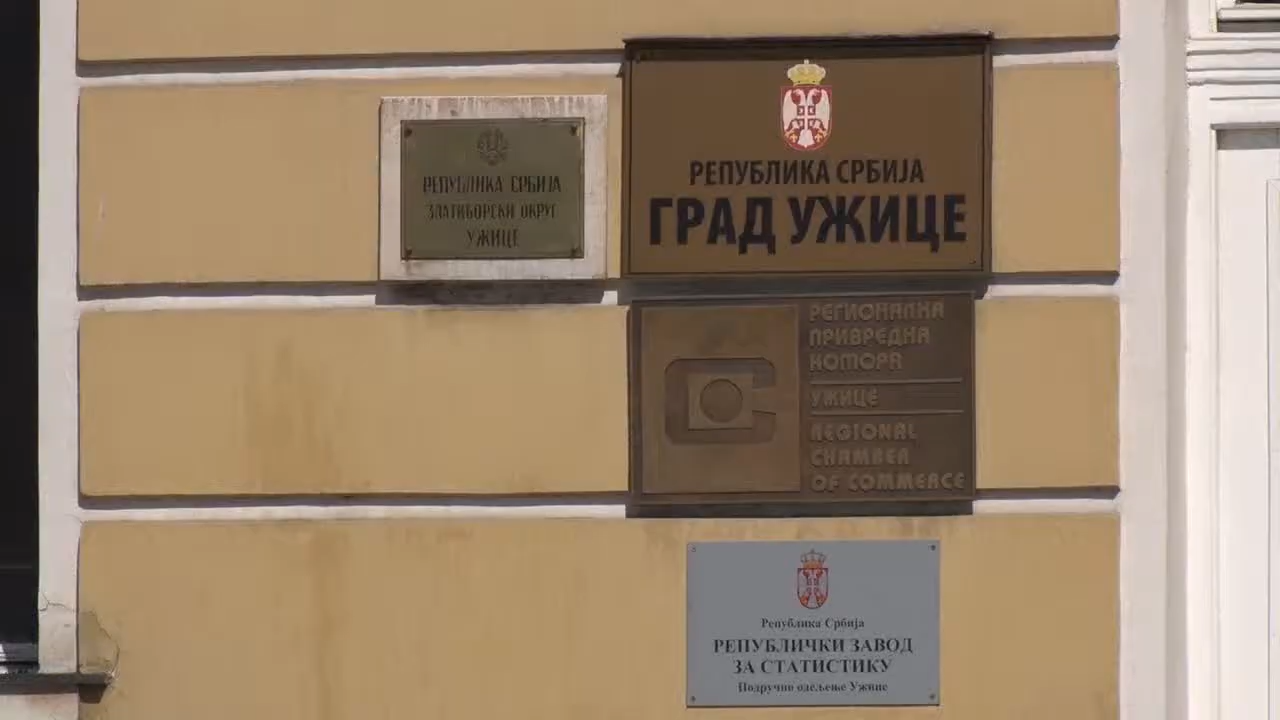 РЕПУБЛИКА СРБИЈА
ЗЛАТИБОРСКИ ОКРУГ
УЖИЦЕ
РЕПУБЛИКА СРБИЈА
ГРАД УЖИЦЕ
РЕГИОНАЛНА
ПРИВРЕДНА
КОМОРА
УЖИЦЕ
REGIONAL
CHAMBER
OF COMMERCE
Република Србија
РЕПУБЛИЧКИ ЗАВОД
ЗА СТАТИСТИКУ
Подручно одељење Ужице